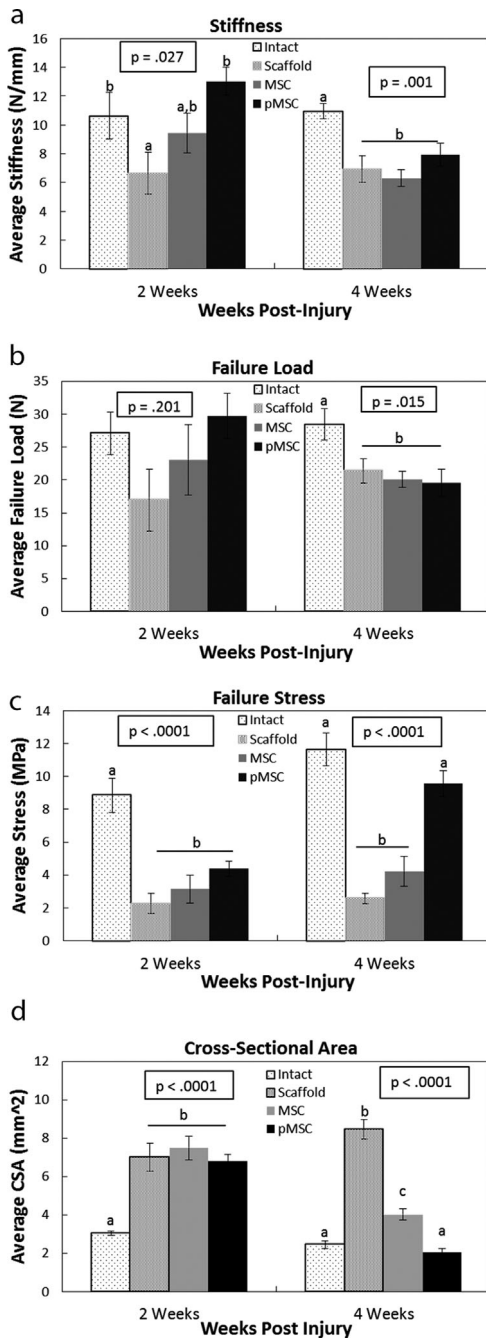 a
Stiffness
Average Stiffness (N/mm)
16
14
12
10
8
6
4
2
0
p = .027
Intact
Scaffold
MSC
pMSC
p = .001
b
a
a,b
b
a
b
2 Weeks
4 Weeks
Weeks Post-Injury
b
Failure Load
Average Failure Load (N)
35
30
25
20
15
10
5
0
p = .201
Intact
Scaffold
MSC
pMSC
p = .015
a
b
2 Weeks
4 Weeks
Weeks Post-Injury
c
Failure Stress
Average Stress (MPa)
14
12
10
8
6
4
2
0
p < .0001
Intact
Scaffold
MSC
pMSC
p < .0001
a
b
a
b
a
2 Weeks
4 Weeks
Weeks Post-Injury
d
Cross-Sectional Area
Average CSA (mm^2)
12
10
8
6
4
2
0
p < .0001
Intact
Scaffold
MSC
pMSC
p < .0001
a
b
a
b
c
a
2 Weeks
4 Weeks
Weeks Post Injury